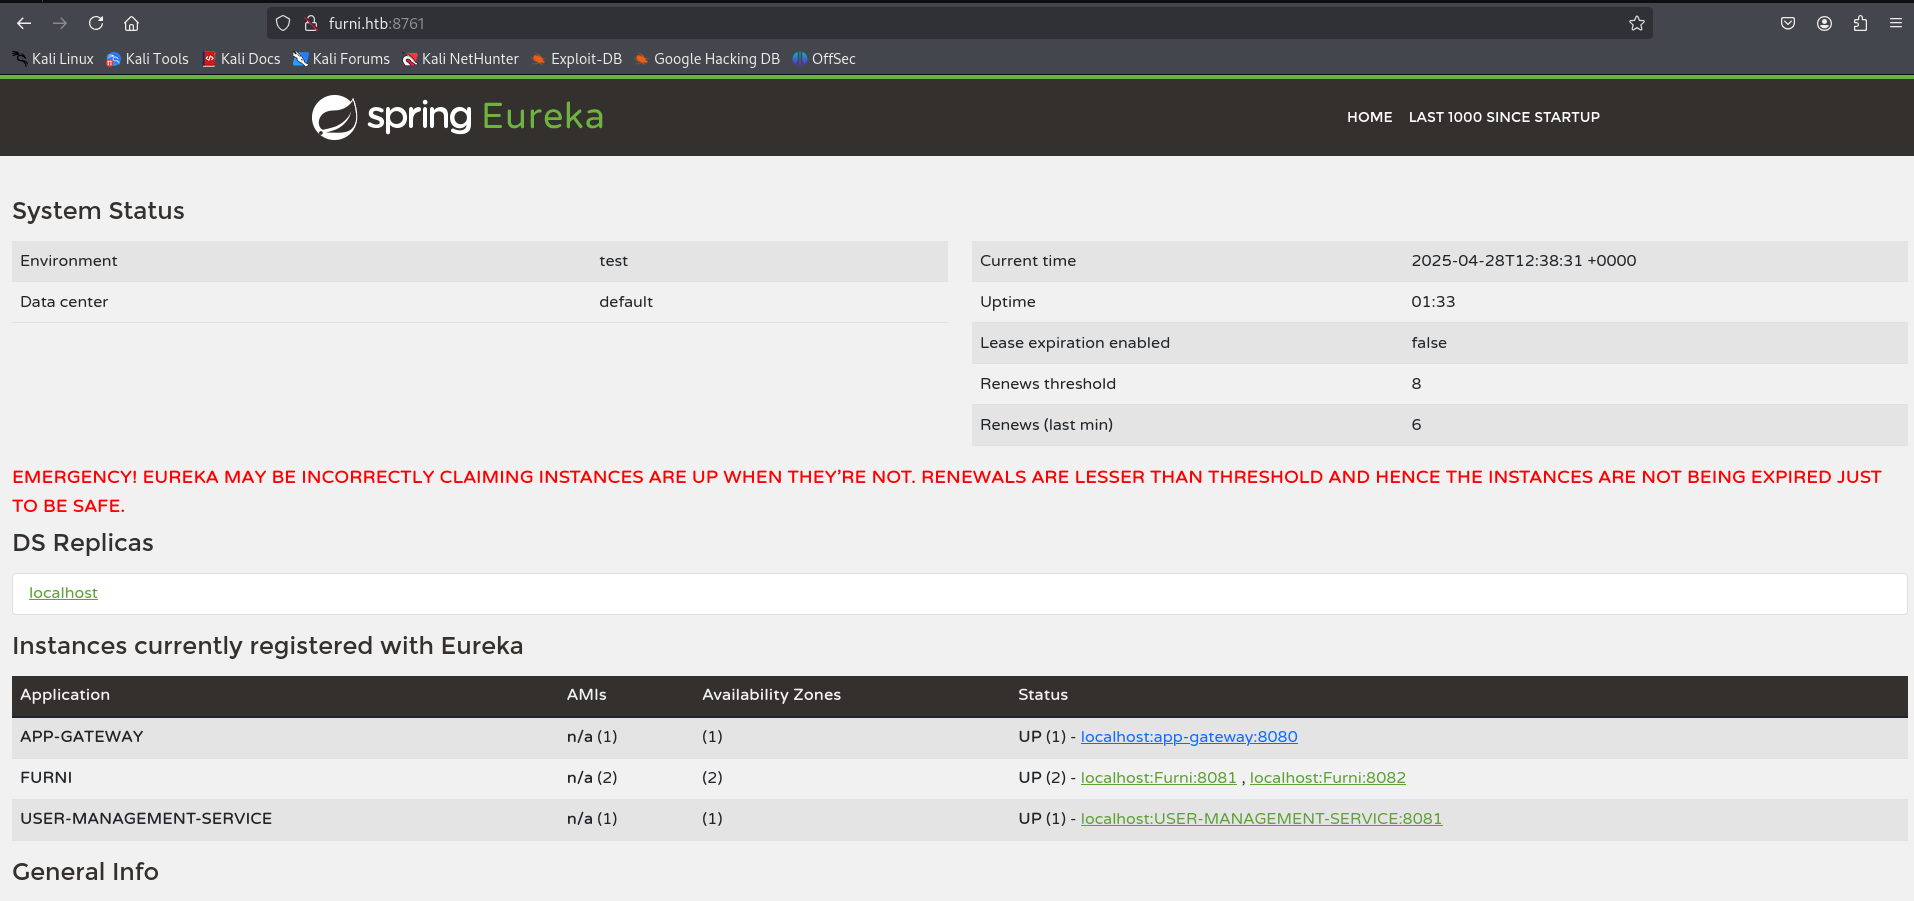 furni.htb:8761
Kali Linux Kali Tools Kali Docs Kali Forums Kali NetHunter Exploit-DB Google Hacking DB OffSec
spring Eureka
HOME LAST 1000 SINCE STARTUP
System Status
Environment test
Data center default
Current time 2025-04-28T12:38:31 +0000
Uptime 01:33
Lease expiration enabled false
Renews threshold 8
Renews (last min) 6
EMERGENCY! EUREKA MAY BE INCORRECTLY CLAIMING INSTANCES ARE UP WHEN THEY'RE NOT. RENEWALS ARE LESSER THAN THRESHOLD AND HENCE THE INSTANCES ARE NOT BEING EXPIRED JUST
TO BE SAFE.
DS Replicas
localhost
Instances currently registered with Eureka
Application AMIs Availability Zones Status
APP-GATEWAY n/a (1) (1) UP (1) - localhost:app-gateway:8080
FURNI n/a (2) (2) UP (2) - localhost:Furni:8081 , localhost:Furni:8082
USER-MANAGEMENT-SERVICE n/a (1) (1) UP (1) - localhost:USER-MANAGEMENT-SERVICE:8081
General Info